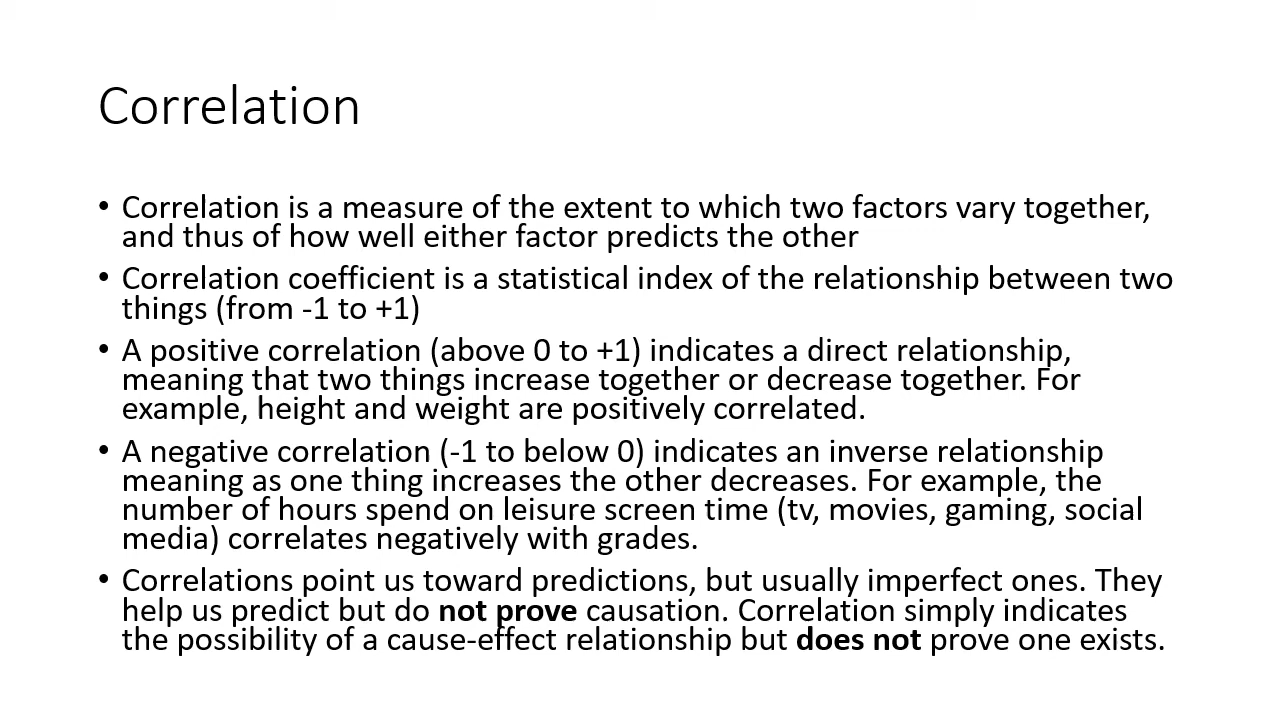 Correlation
• Correlation is a measure of the extent to which two factors vary together,
and thus of how well either factor predicts the other
• Correlation coefficient is a statistical index of the relationship between two
things (from -1 to +1)
• A positive correlation (above 0 to +1) indicates a direct relationship,
meaning that two things increase together or decrease together. For
example, height and weight are positively correlated.
• A negative correlation (-1 to below 0) indicates an inverse relationship
meaning as one thing increases the other decreases. For example, the
number of hours spend on leisure screen time (tv, movies, gaming, social
media) correlates negatively with grades.
• Correlations point us toward predictions, but usually imperfect ones. They
help us predict but do not prove causation. Correlation simply indicates
the possibility of a cause-effect relationship but does not prove one exists.